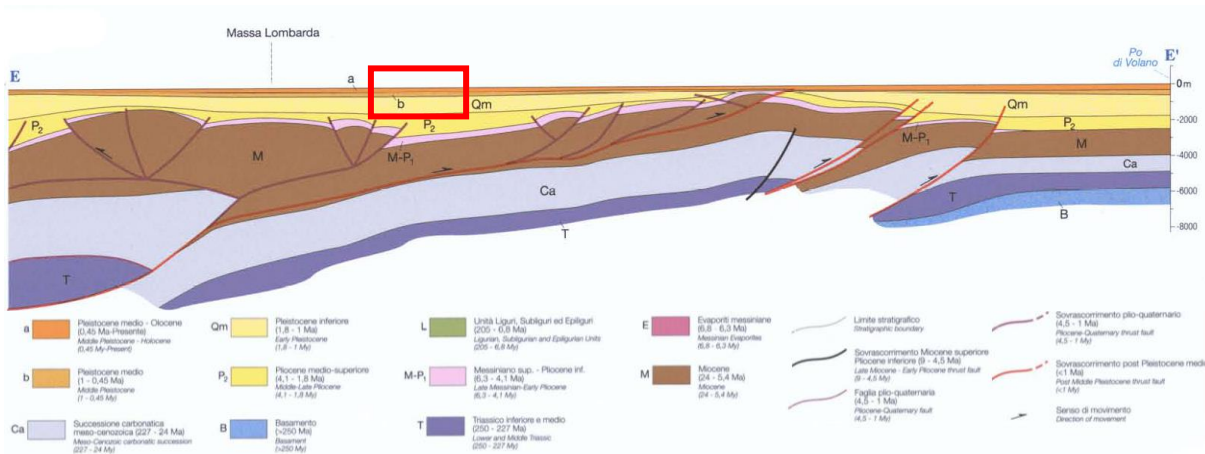 Massa Lombarda
E
Po
di Volano
E'
a
b
Qm
P2
M
M-P1
P2
Ca
T
M-P1
Qm
P2
M
Ca
T
B
T
0m
-2000
-4000
-6000
-8000
a
Pleistocene medio - Olocene
(0,45 Ma-Presente)
Middle Pleistocene - Holocene
(0,45 My-Present)
b
Pleistocene medio
(1 - 0,45 Ma)
Middle Pleistocene
(1 - 0,45 My)
Ca
Successione carbonatica
meso-cenozoica (227 - 24 Ma)
Meso-Cenozoic carbonatic succession
(227 - 24 My)
Qm
Pleistocene inferiore
(1,8 - 1 Ma)
Early Pleistocene
(1,8 - 1 My)
P2
Pliocene medio-superiore
(4,1 - 1,8 Ma)
Middle-Late Pliocene
(4,1 - 1,8 My)
B
Basamento
(>250 Ma)
Basament
(>250 My)
L
Unità Liguri, Subliguri ed Epiliguri
(205 - 6,8 Ma)
Ligurian, Subligurian and Epiligurian Units
(205 - 6,8 My)
M-P1
Messiniano sup. - Pliocene inf.
(6,3 - 4,1 Ma)
Late Messinian-Early Pliocene
(6,3 - 4,1 My)
T
Triassico inferiore e medio
(250 - 227 Ma)
Lower and Middle Triassic
(250 - 227 My)
E
Evaporiti messiniane
(6,8 - 6,3 Ma)
Messinian Evaporites
(6,8 - 6,3 My)
M
Miocene
(24 - 5,4 Ma)
Miocene
(24 - 5,4 My)
Limite stratigrafico
Stratigraphic boundary
Sovrascorrimento Miocene superiore
Pliocene inferiore (9 - 4,5 Ma)
Late Miocene - Early Pliocene thrust fault
(9 - 4,5 My)
Faglia plio-quaternaria
(4,5 - 1 Ma)
Pliocene-Quaternary fault
(4,5 - 1 My)
Sovrascorrimento plio-quaternario
(4,5 - 1 Ma)
Pliocene-Quaternary thrust fault
(4,5 - 1 My)
Sovrascorrimento post Pleistocene medio
(<1 Ma)
Post Middle Pleistocene thrust fault
(<1 My)
Senso di movimento
Direction of movement